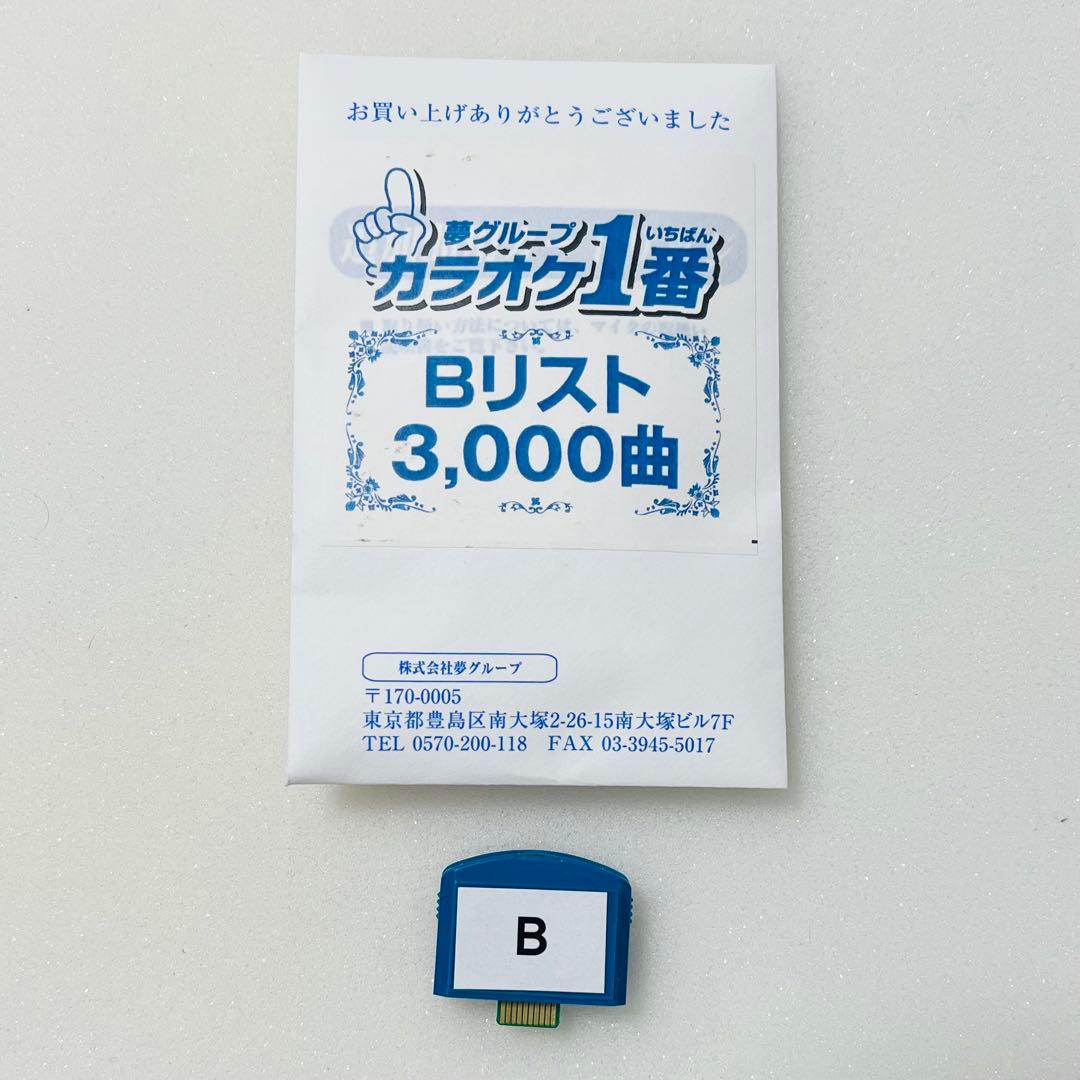 お買い上げありがとうございました
夢グループ
いちばん
カラオケ1番
Bリスト
3,000曲
株式会社夢グループ
〒170-0005
東京都豊島区南大塚2-26-15南大塚ビル7F
TEL 0570-200-118 FAX 03-3945-5017
B